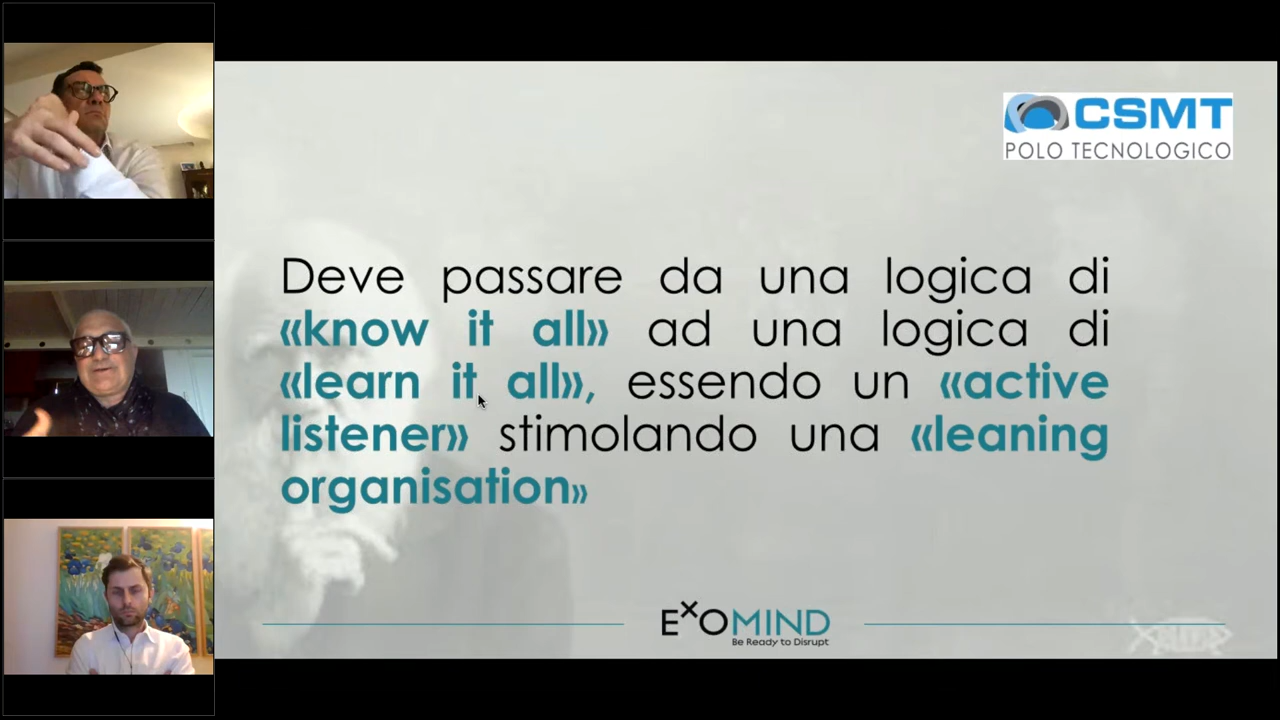 CSMT
POLO TECNOLOGICO
Deve passare da una logica di
«know it all» ad una logica di
«learn it all», essendo un «active
listener» stimolando una «leaning
organisation»
EXOMIND
Be Ready to Disrupt